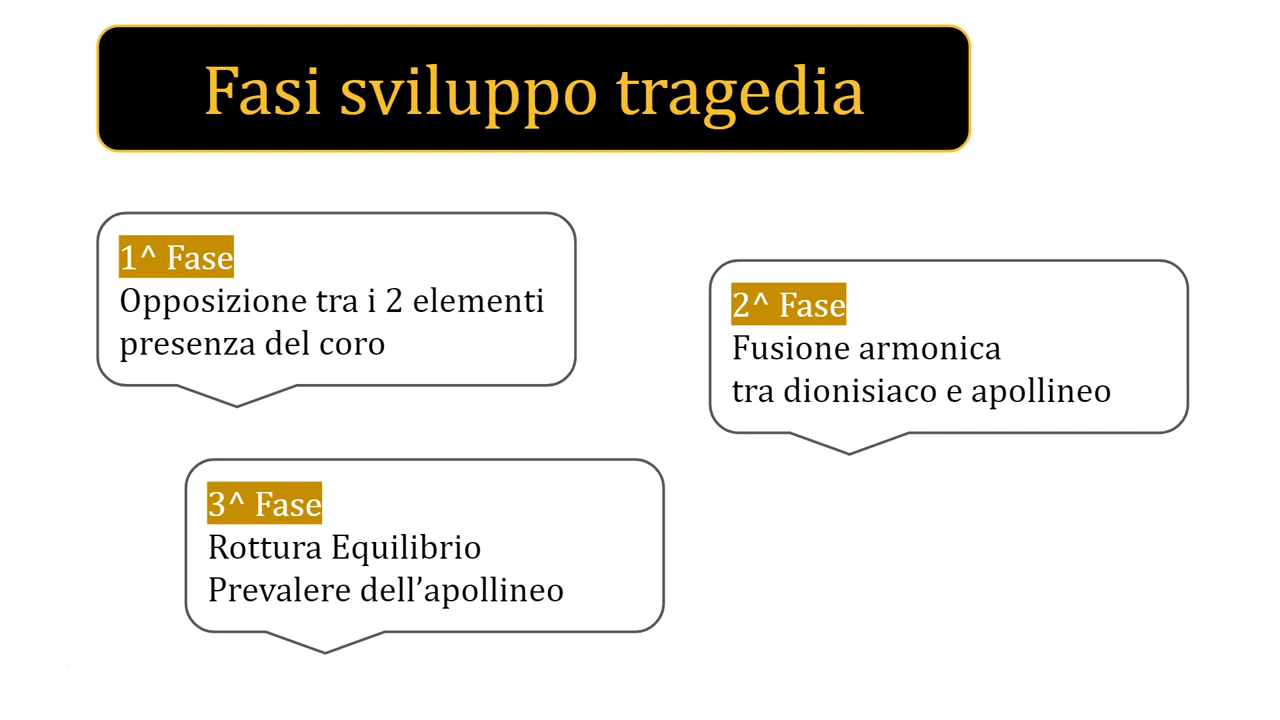 Fasi sviluppo tragedia
1^ Fase
Opposizione tra i 2 elementi
presenza del coro
2^ Fase
Fusione armonica
tra dionisiaco e apollineo
3^ Fase
Rottura Equilibrio
Prevalere dell’apollineo